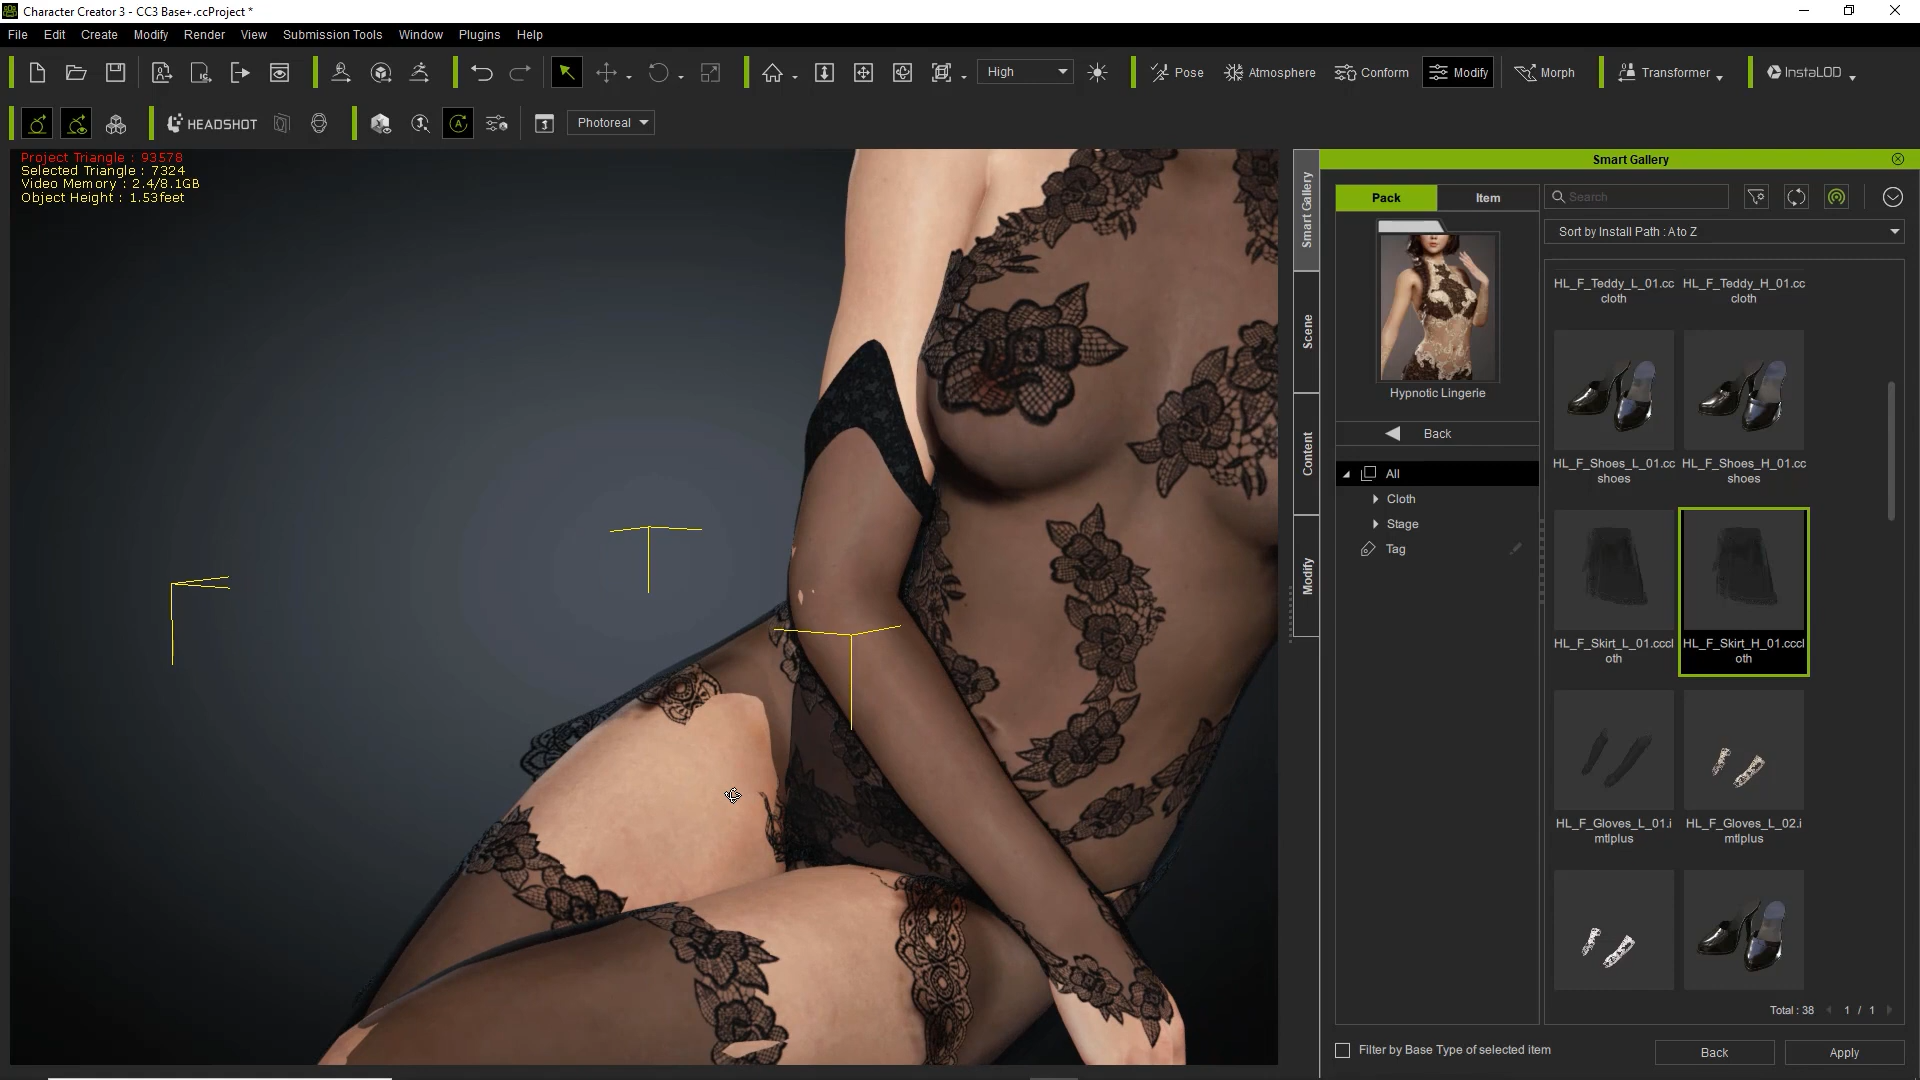 Character Creator 3 - CC3 Base+.ccProject *
File Edit Create Modify Render View Submission Tools Window Plugins Help
High Pose Atmosphere Conform Modify Morph Transformer InstaLOD
HEADSHOT Photoreal
Project Triangle : 93578
Selected Triangle : 7324
Video Memory : 2.4/8.1GB
Object Height : 1.53feet
Smart Gallery
Scene
Content
Modify
Smart Gallery
Pack Item Search
Sort by Install Path : A to Z
Hypnotic Lingerie
Back
All
Cloth
Stage
Tag
HL_F_Teddy_L_01.cc
cloth
HL_F_Teddy_H_01.cc
cloth
HL_F_Shoes_L_01.cc
shoes
HL_F_Shoes_H_01.cc
shoes
HL_F_Skirt_L_01.cccl
oth
HL_F_Skirt_H_01.cccl
oth
HL_F_Gloves_L_01.i
mtlplus
HL_F_Gloves_L_02.i
mtlplus
Total : 38 1 / 1
Filter by Base Type of selected item
Back Apply